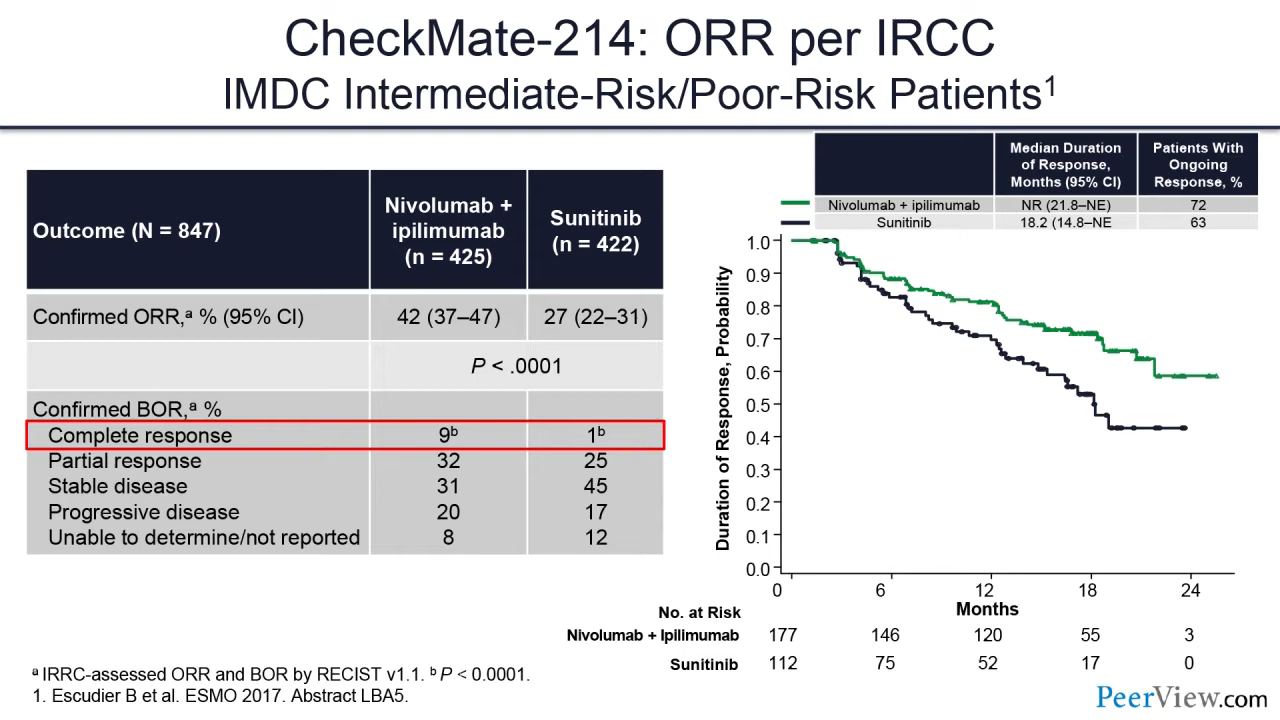 CheckMate-214: ORR per IRCC
IMDC Intermediate-Risk/Poor-Risk Patients1
Outcome (N = 847)
Nivolumab +
ipilimumab
(n = 425)
Sunitinib
(n = 422)
Confirmed ORR,a % (95% CI)
42 (37–47)
27 (22–31)
P < .0001
Confirmed BOR,a %
Complete response 9b 1b
Partial response 32 25
Stable disease 31 45
Progressive disease 20 17
Unable to determine/not reported 8 12
Median Duration
of Response,
Months (95% CI)
Patients With
Ongoing
Response, %
Nivolumab + ipilimumab NR (21.8–NE) 72
Sunitinib 18.2 (14.8–NE 63
Duration of Response, Probability
1.0
0.9
0.8
0.7
0.6
0.5
0.4
0.3
0.2
0.1
0.0
0 6 12 18 24
Months
No. at Risk
Nivolumab + Ipilimumab 177 146 120 55 3
Sunitinib 112 75 52 17 0
a IRRC-assessed ORR and BOR by RECIST v1.1. b P < 0.0001.
1. Escudier B et al. ESMO 2017. Abstract LBA5.
PeerView.com